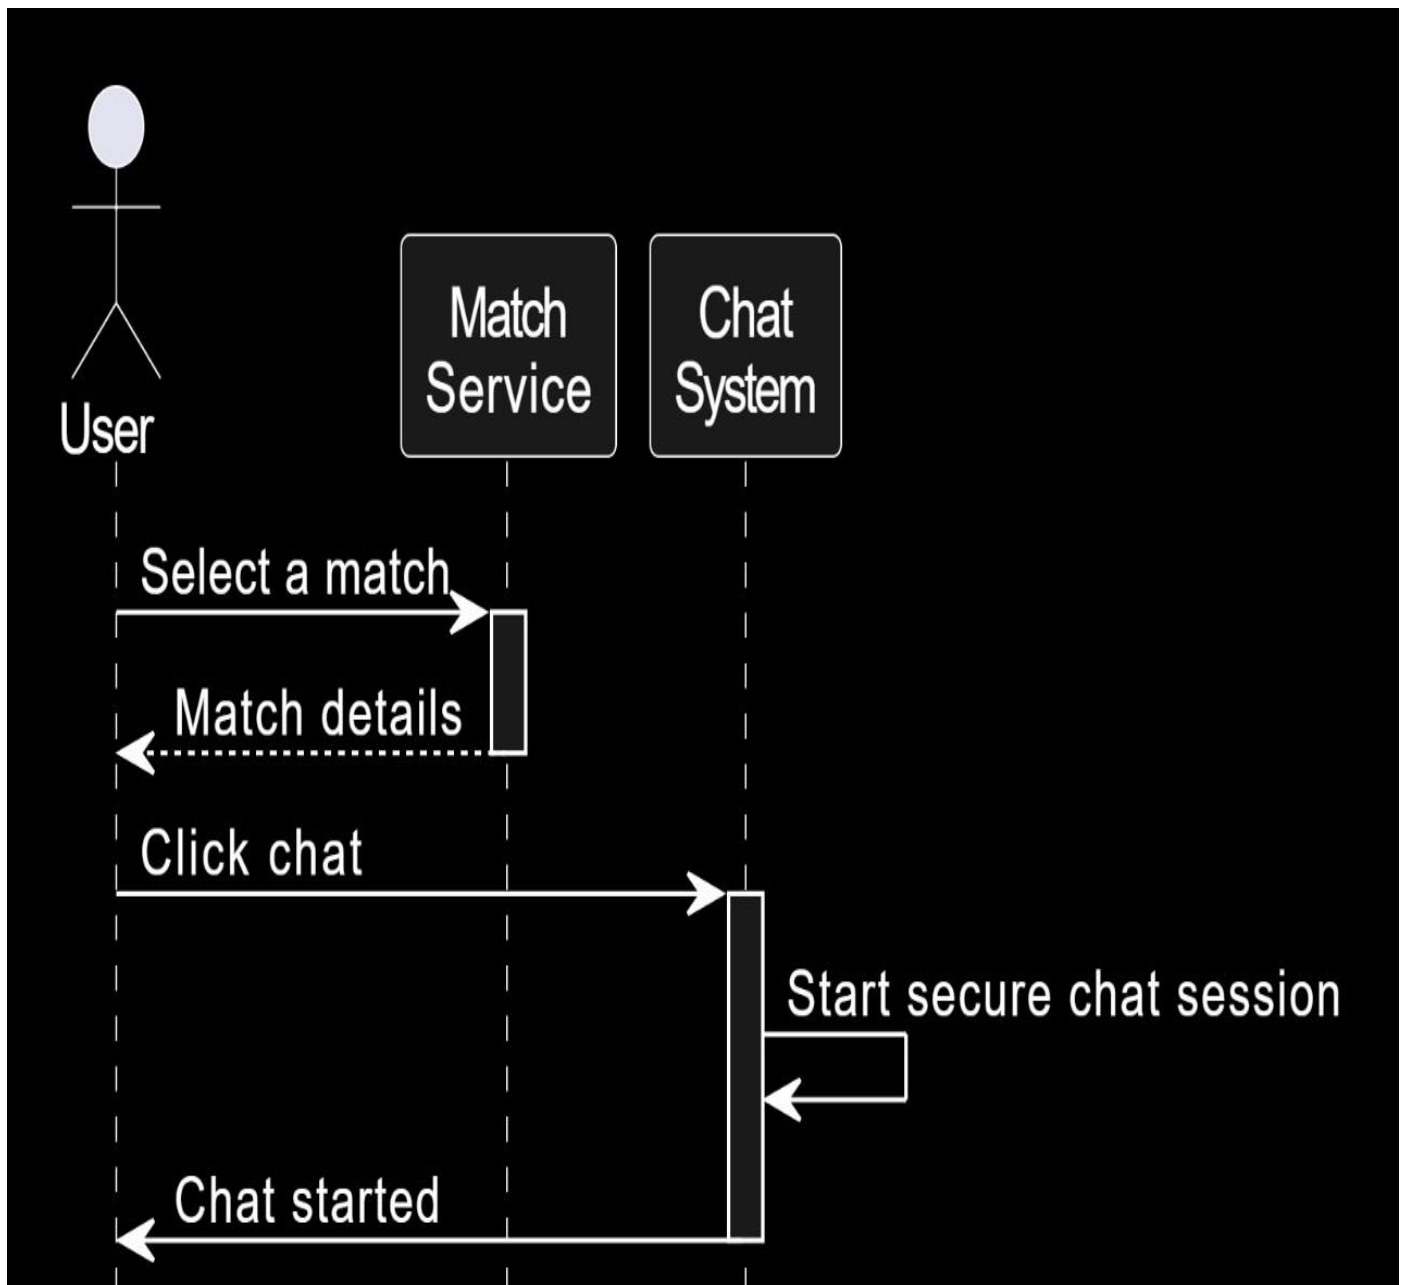 User
Match
Service
Chat
System
Select a match
Match details
Click chat
Start secure chat session
Chat started